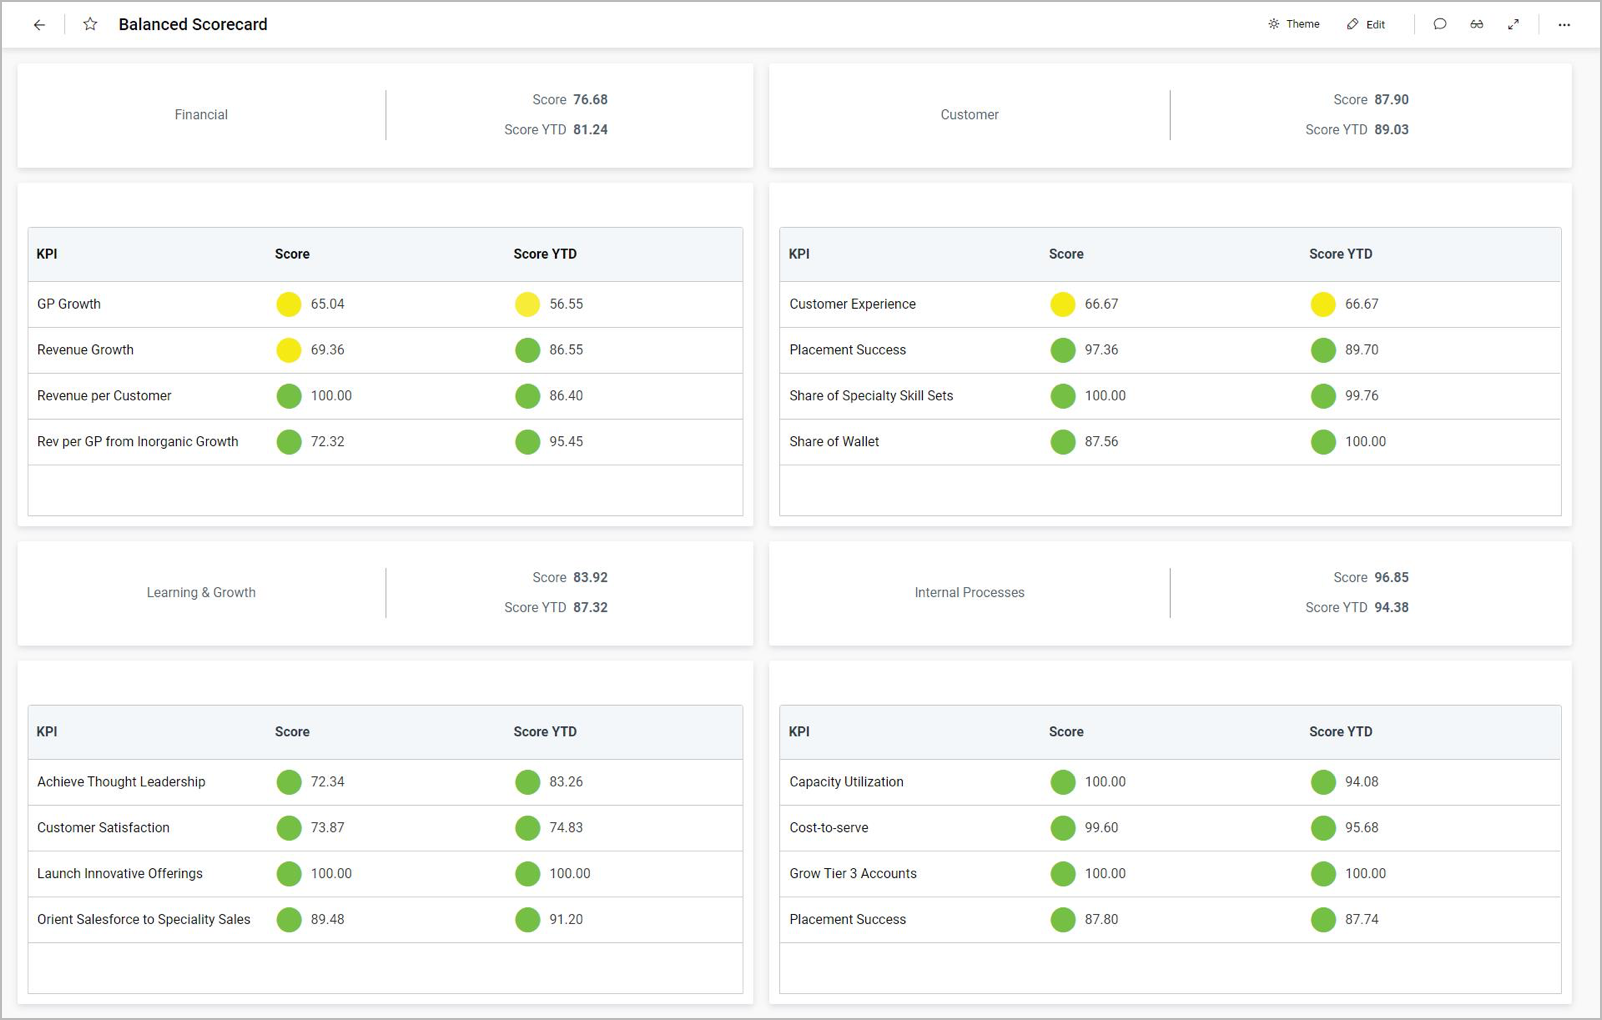 Balanced Scorecard
Theme
Edit
Financial
Score 76.68
Score YTD 81.24
Customer
Score 87.90
Score YTD 89.03
KPI Score Score YTD
GP Growth 65.04 56.55
Revenue Growth 69.36 86.55
Revenue per Customer 100.00 86.40
Rev per GP from Inorganic Growth 72.32 95.45
KPI Score Score YTD
Customer Experience 66.67 66.67
Placement Success 97.36 89.70
Share of Specialty Skill Sets 100.00 99.76
Share of Wallet 87.56 100.00
Learning & Growth
Score 83.92
Score YTD 87.32
Internal Processes
Score 96.85
Score YTD 94.38
KPI Score Score YTD
Achieve Thought Leadership 72.34 83.26
Customer Satisfaction 73.87 74.83
Launch Innovative Offerings 100.00 100.00
Orient Salesforce to Speciality Sales 89.48 91.20
KPI Score Score YTD
Capacity Utilization 100.00 94.08
Cost-to-serve 99.60 95.68
Grow Tier 3 Accounts 100.00 100.00
Placement Success 87.80 87.74